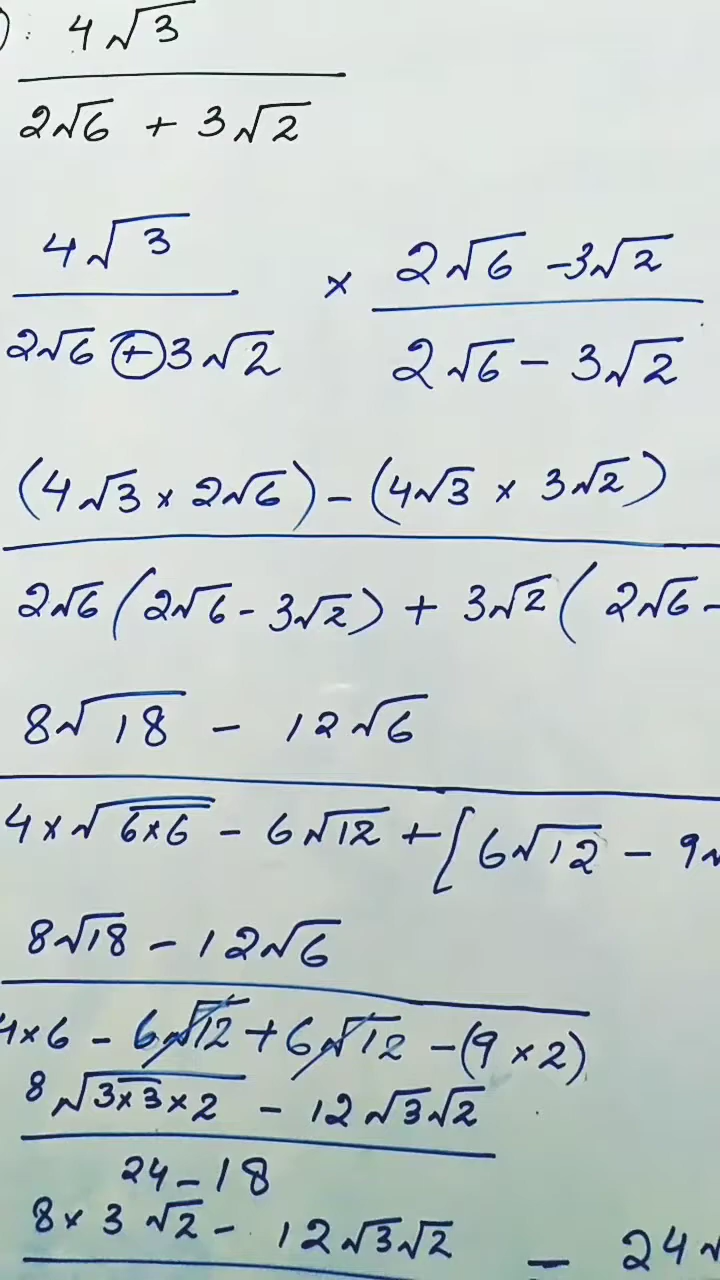 ) : 4√3
2√6 + 3√2
4√3 × 2√6 -3√2
2√6 + 3√2 2√6 - 3√2
(4√3 × 2√6) - (4√3 × 3√2)
2√6 (2√6 - 3√2) + 3√2 ( 2√6 -
8√18 - 12√6
4×√6×6 - 6√12 + [6√12 - 9√
8√18 - 12√6
4×6 - 6√12 + 6√12 - (9 × 2)
8√3×3×2 - 12√3√2
24 - 18
8 × 3√2 - 12√3√2 - 24√